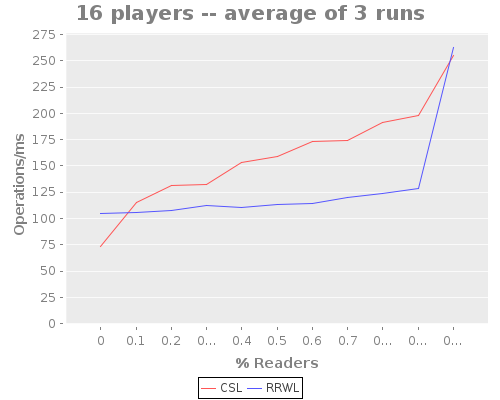 16 players -- average of 3 runs
275
250
225
200
175
150
125
100
75
50
25
0
Operations/ms
0 0.1 0.2 0... 0.4 0.5 0.6 0.7 0... 0... 0...
% Readers
CSL RRWL